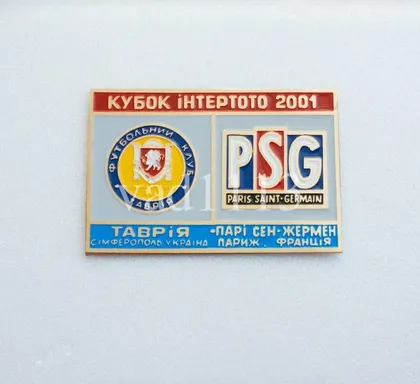 КУБОК ІНТЕРТОТО 2001
ФУТБОЛЬНИЙ КЛУБ
ТАВРІЯ
PSG
PARIS SAINT-GERMAIN
ТАВРІЯ -ПАРІ СЕН-ЖЕРМЕН
СІМФЕРОПОЛЬ УКРАЇНА ПАРИЖ, ФРАНЦІЯ